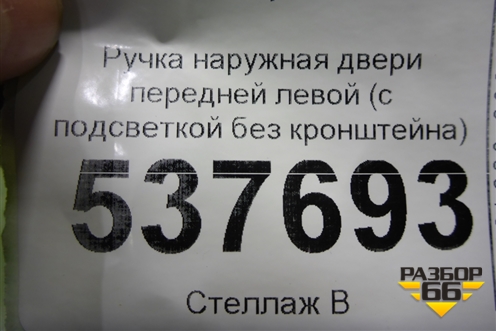 Ручка наружная двери
передней левой (с
подсветкой без кронштейна)
537693
Стеллаж В
РАЗБОР
66